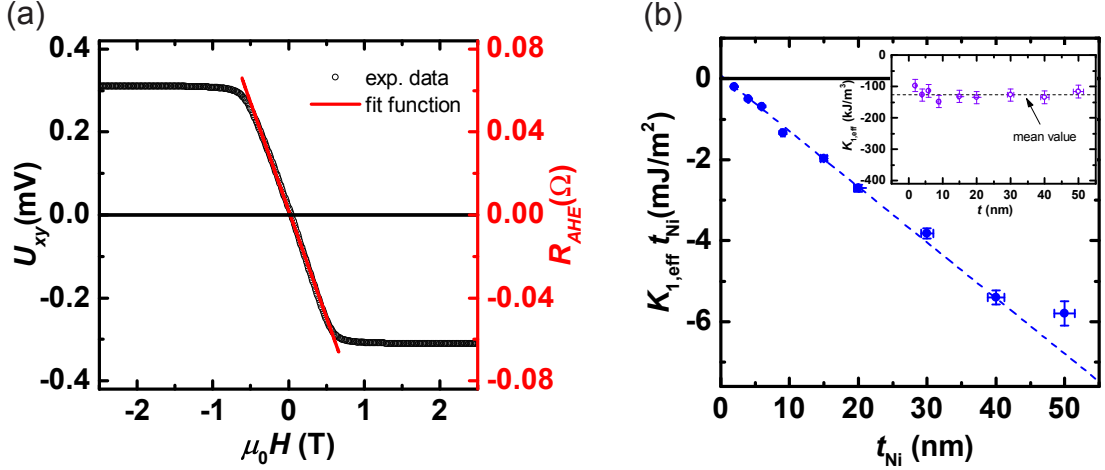 (a)
0.4
0.2
0.0
-0.2
-0.4
U_xy (mV)
exp. data
fit function
0.08
0.04
0.00
-0.04
-0.08
R_AHE (Ω)
-2 -1 0 1 2
μ₀H (T)
(b)
0
-2
-4
-6
K_1,eff t_Ni (mJ/m²)
0
-100
-200
-300
-400
K_1,eff (kJ/m³)
mean value
0 10 20 30 40 50
t (nm)
0 10 20 30 40 50
t_Ni (nm)